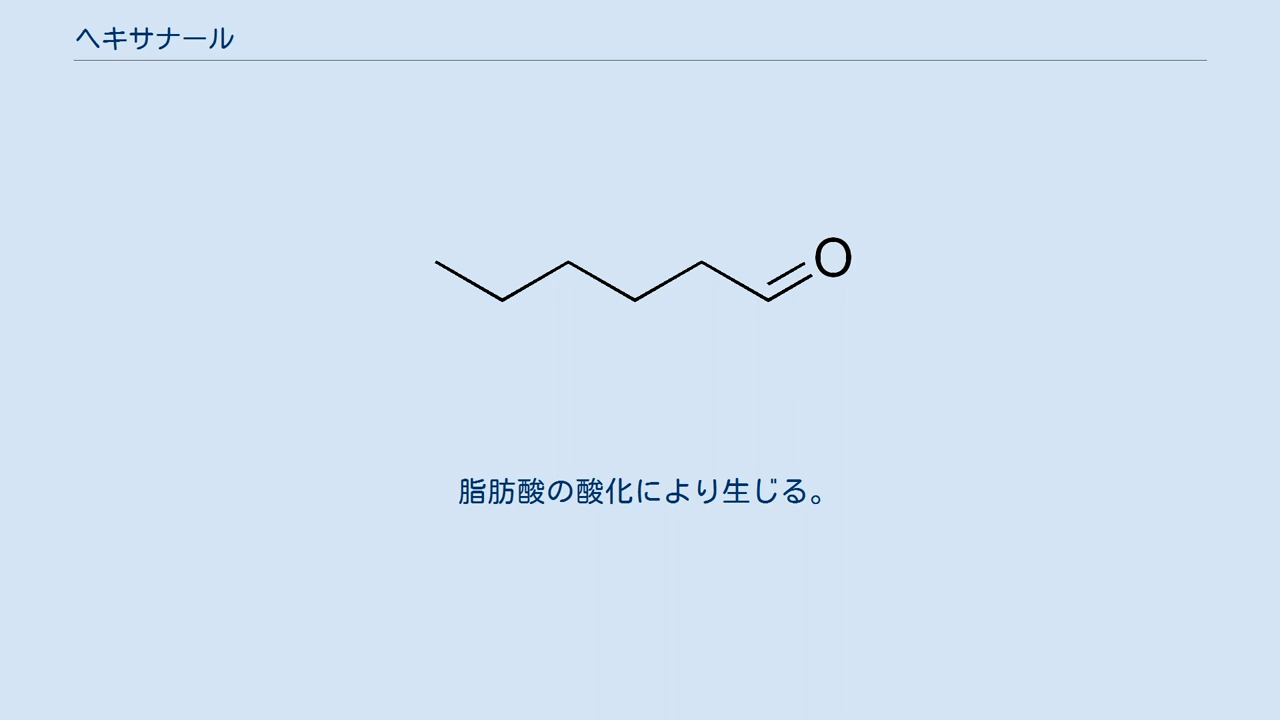 ヘキサナール
O
脂肪酸の酸化により生じる。